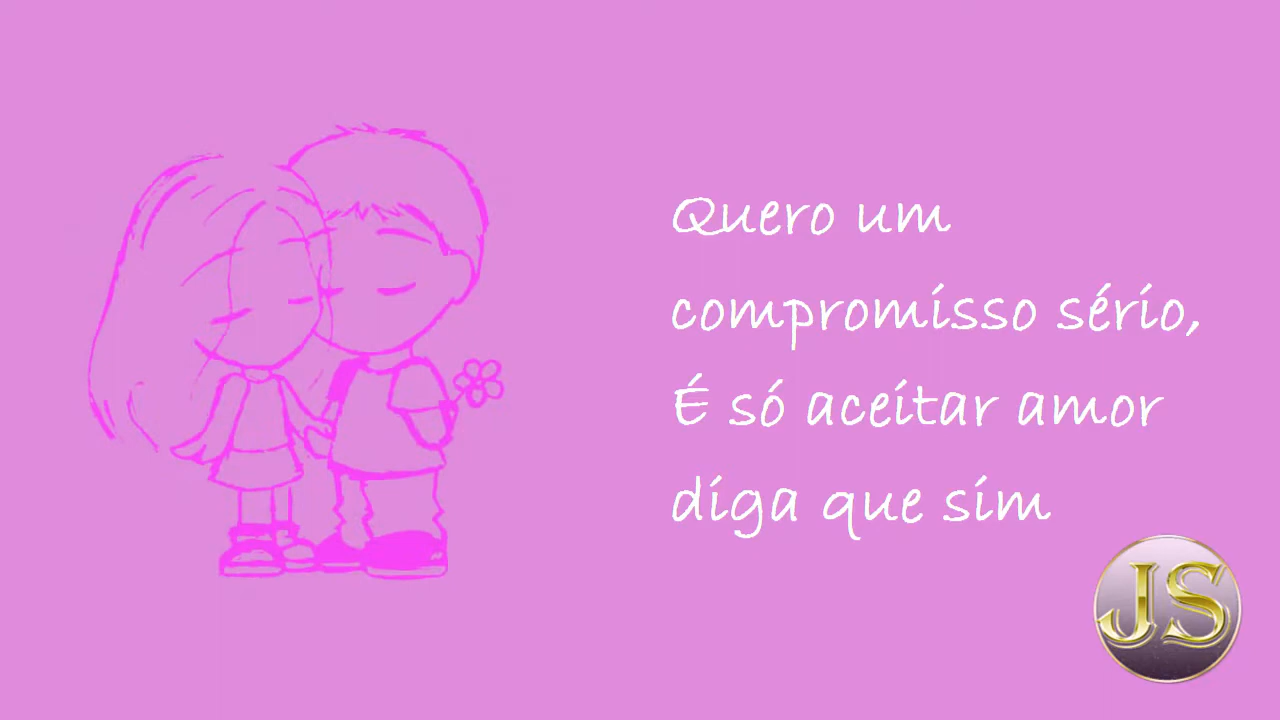 Quero um
compromisso sério,
É só aceitar amor
diga que sim
JS